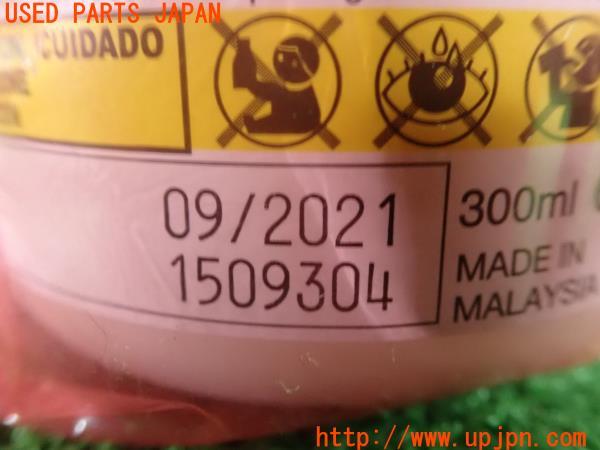 USED PARTS JAPAN
CUIDADO
09/2021
1509304
300ml
MADE IN
MALAYSIA
http://www.upjpn.com